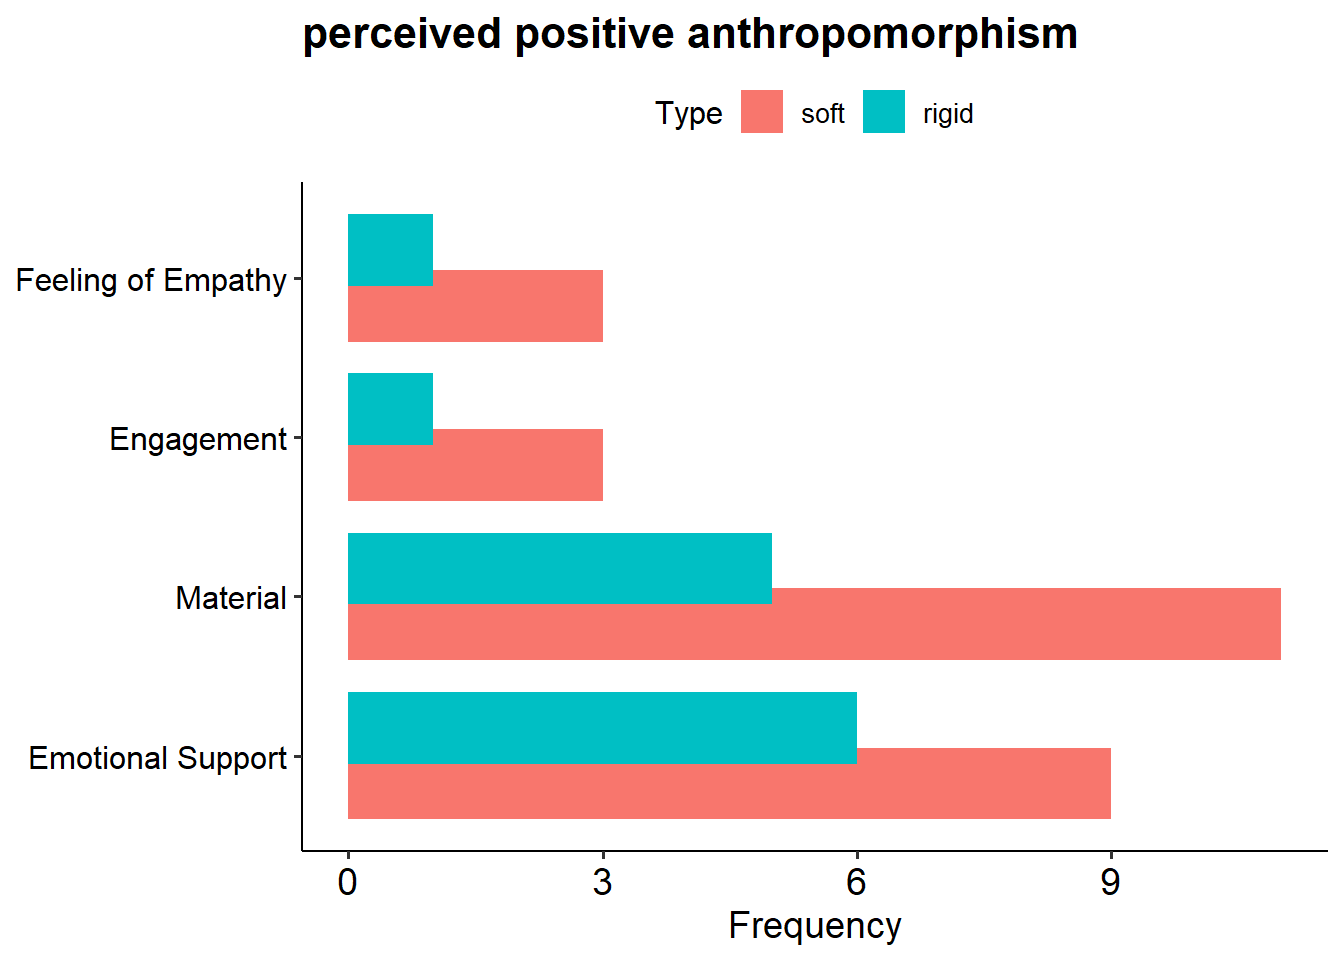 perceived positive anthropomorphism
Type soft rigid
Feeling of Empathy
Engagement
Material
Emotional Support
0 3 6 9
Frequency